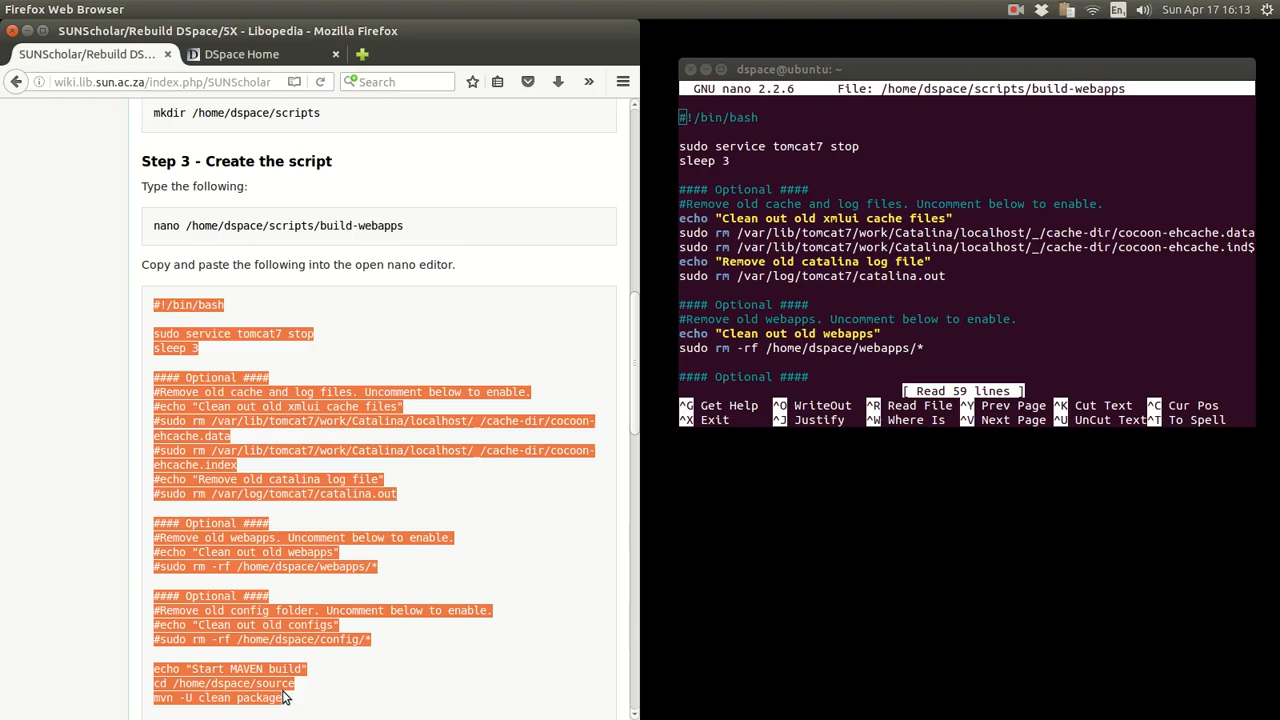 Firefox Web Browser
En1
Sun Apr 17 16:13
SUNScholar/Rebuild DSpace/5X - Libopedia - Mozilla Firefox
SUNScholar/Rebuild DS... ×
DSpace Home ×
wiki.lib.sun.ac.za/index.php/SUNScholar
Search
mkdir /home/dspace/scripts
Step 3 - Create the script
Type the following:
nano /home/dspace/scripts/build-webapps
Copy and paste the following into the open nano editor.
#!/bin/bash
sudo service tomcat7 stop
sleep 3
#### Optional ####
#Remove old cache and log files. Uncomment below to enable.
#echo "Clean out old xmlui cache files"
#sudo rm /var/lib/tomcat7/work/Catalina/localhost/_/cache-dir/cocoon-
ehcache.data
#sudo rm /var/lib/tomcat7/work/Catalina/localhost/_/cache-dir/cocoon-
ehcache.index
#echo "Remove old catalina log file"
#sudo rm /var/log/tomcat7/catalina.out
#### Optional ####
#Remove old webapps. Uncomment below to enable.
#echo "Clean out old webapps"
#sudo rm -rf /home/dspace/webapps/*
#### Optional ####
#Remove old config folder. Uncomment below to enable.
#echo "Clean out old configs"
#sudo rm -rf /home/dspace/config/*
echo "Start MAVEN build"
cd /home/dspace/source
mvn -U clean package
dspace@ubuntu: ~
GNU nano 2.2.6 File: /home/dspace/scripts/build-webapps
#!/bin/bash
sudo service tomcat7 stop
sleep 3
#### Optional ####
#Remove old cache and log files. Uncomment below to enable.
echo "Clean out old xmlui cache files"
sudo rm /var/lib/tomcat7/work/Catalina/localhost/_/cache-dir/cocoon-ehcache.data
sudo rm /var/lib/tomcat7/work/Catalina/localhost/_/cache-dir/cocoon-ehcache.ind$
echo "Remove old catalina log file"
sudo rm /var/log/tomcat7/catalina.out
#### Optional ####
#Remove old webapps. Uncomment below to enable.
echo "Clean out old webapps"
sudo rm -rf /home/dspace/webapps/*
#### Optional ####
[ Read 59 lines ]
^G Get Help ^O WriteOut ^R Read File ^Y Prev Page ^K Cut Text ^C Cur Pos
^X Exit ^J Justify ^W Where Is ^V Next Page ^U UnCut Text ^T To Spell